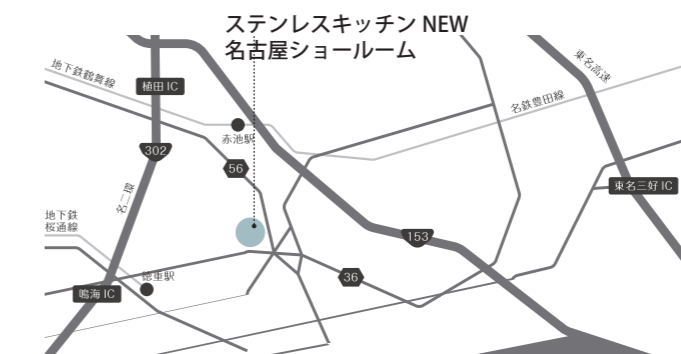 ステンレスキッチン NEW
名古屋ショールーム
地下鉄鶴舞線
植田 IC
東名高速
名鉄豊田線
赤池駅
302
56
東名三好 IC
名二環
地下鉄
桜通線
153
徳重駅
36
鳴海 IC